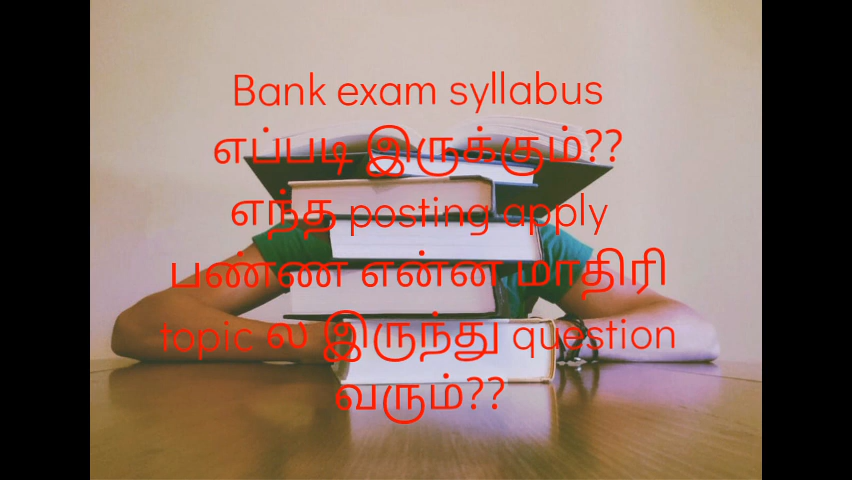 Bank exam syllabus
எப்படி இருக்கும்??
எந்த posting apply
பண்ண என்ன மாதிரி
topic ல இருந்து question
வரும்??